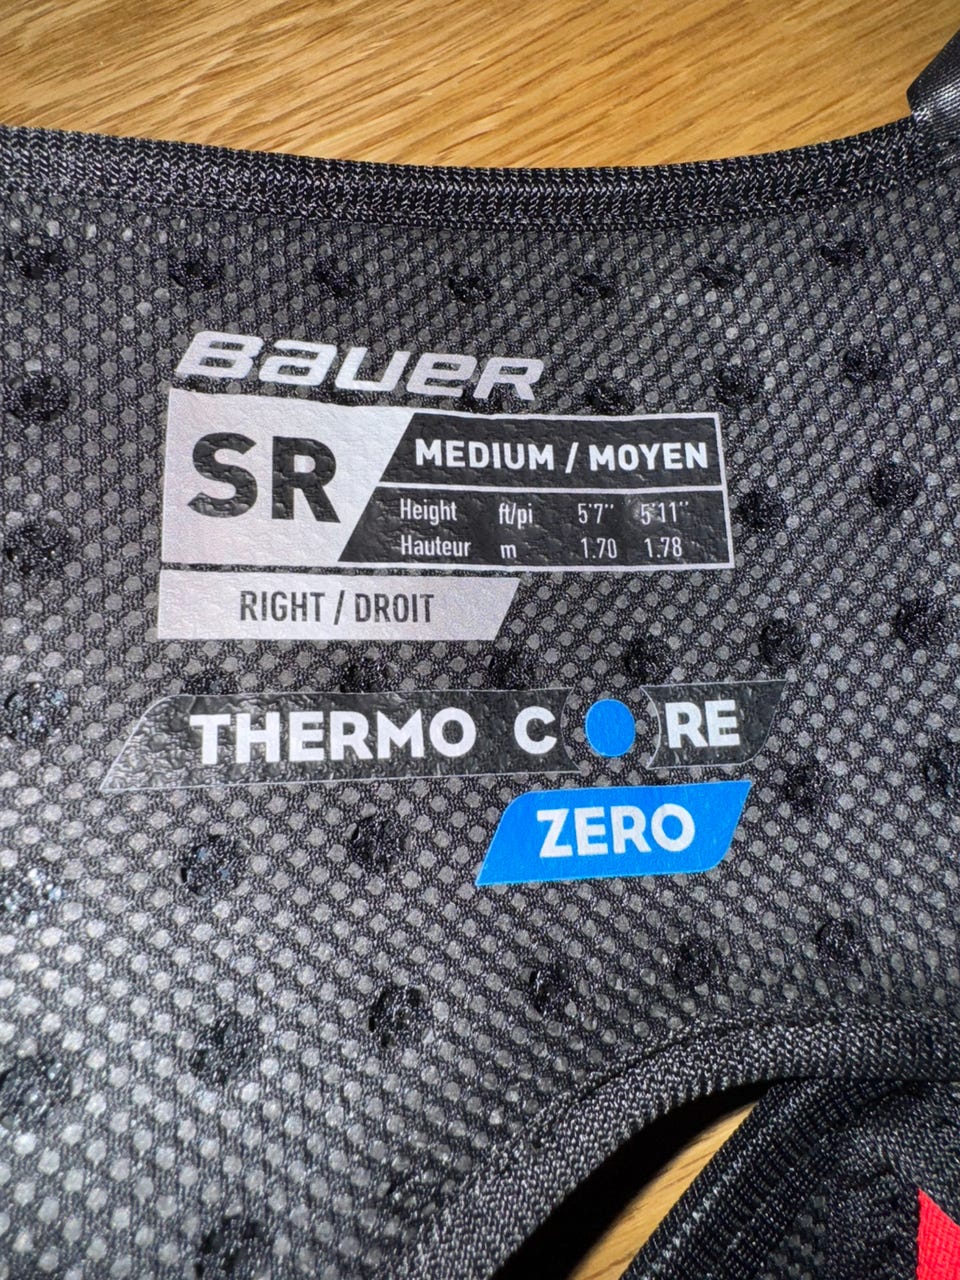 BAUER
SR
MEDIUM / MOYEN
Height ft/pi 5'7'' 5'11''
Hauteur m 1.70 1.78
RIGHT / DROIT
THERMO CORE
ZERO